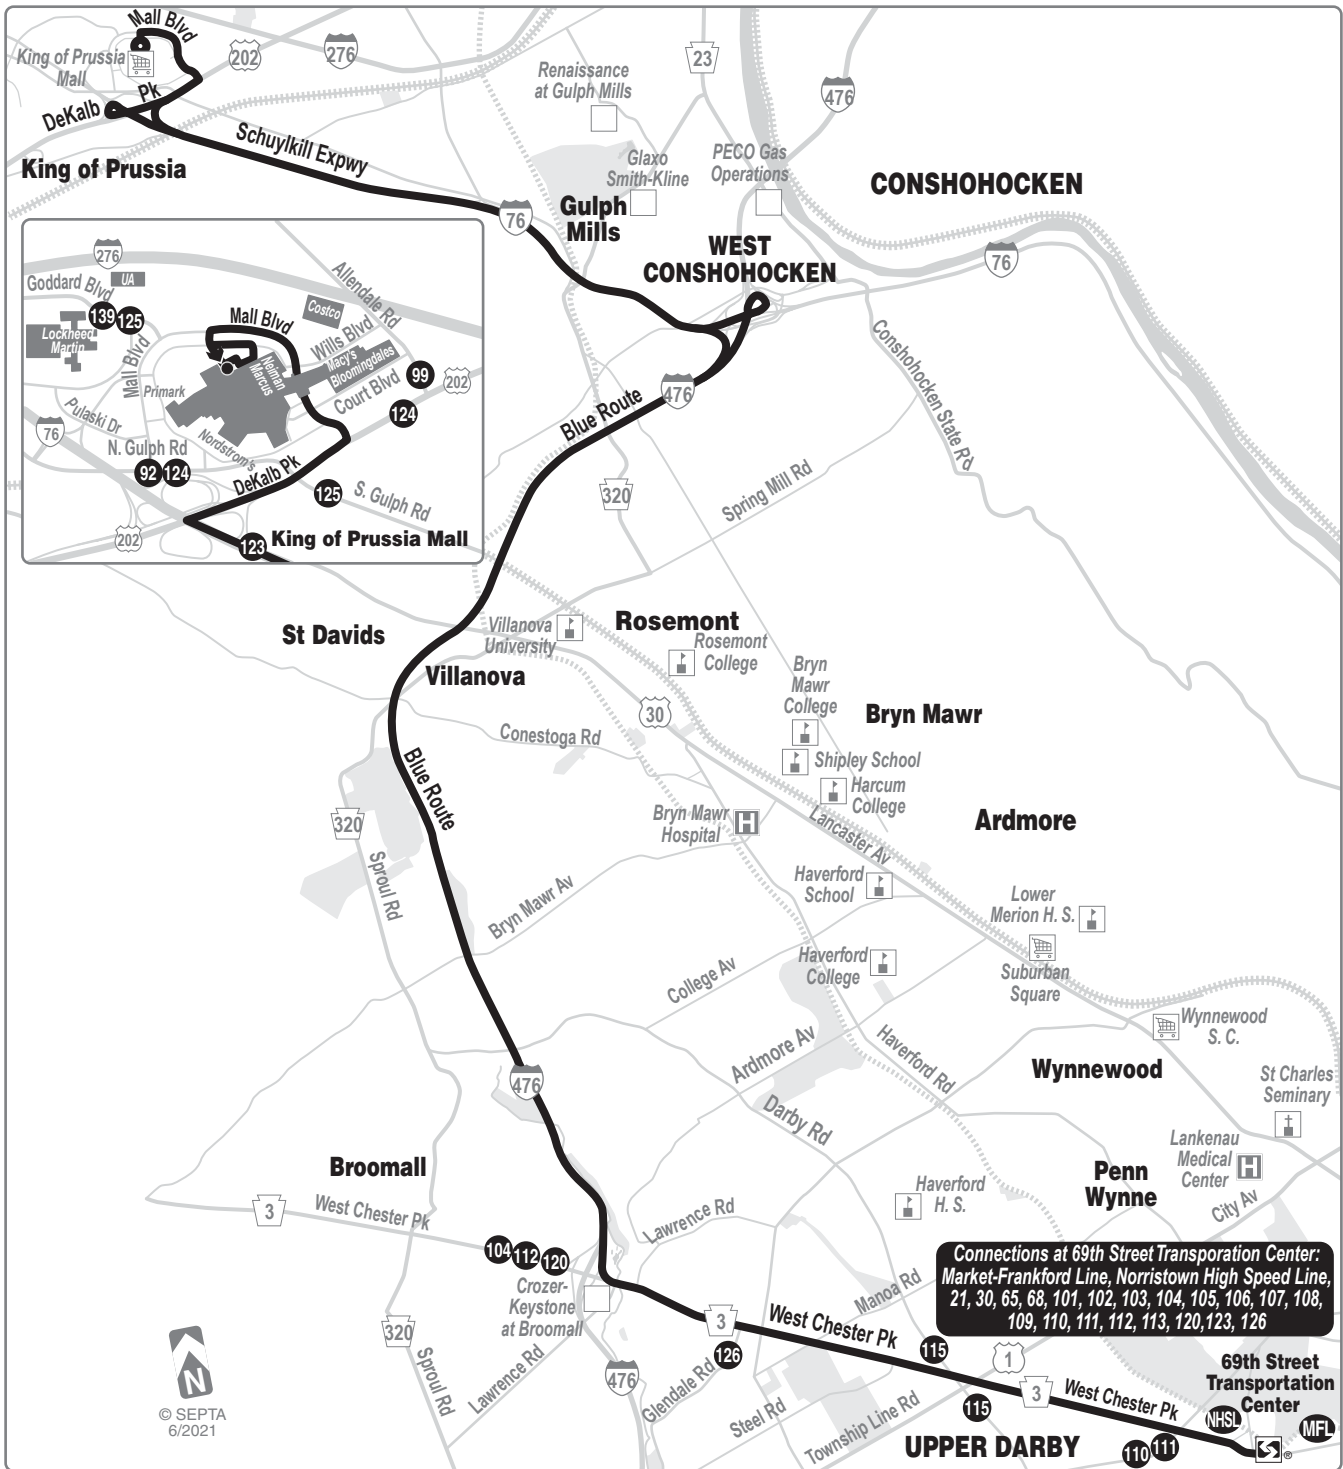 Mall Blvd
King of Prussia
Mall
202
276
DeKalb
Pk
King of Prussia
Schuylkill Expwy
Renaissance
at Gulph Mills
23
476
Glaxo
Smith-Kline
PECO Gas
Operations
CONSHOHOCKEN
Gulph
Mills
76
WEST
CONSHOHOCKEN
76
276
Goddard Blvd
UA
Allendale Rd
139
125
Lockheed
Martin
Mall Blvd
Mall Blvd
Costco
Wills Blvd
Neiman
Marcus
Macy's
Bloomingdales
Primark
Court Blvd
99
202
124
Pulaski Dr
76
N. Gulph Rd
Nordstrom's
92
124
DeKalb Pk
125
S. Gulph Rd
202
123
King of Prussia Mall
Conshohocken State Rd
476
Blue Route
320
Spring Mill Rd
St Davids
Villanova
University
Rosemont
Rosemont
College
Villanova
Bryn
Mawr
College
30
Bryn Mawr
Conestoga Rd
Blue Route
Shipley School
Harcum
College
320
Bryn Mawr
Hospital
H
Lancaster Av
Ardmore
Sproul Rd
Haverford
School
Bryn Mawr Av
Lower
Merion H. S.
Haverford
College
College Av
Suburban
Square
Wynnewood
S. C.
Ardmore Av
Haverford Rd
Wynnewood
476
St Charles
Seminary
Darby Rd
Lankenau
Medical
Center
H
Broomall
Penn
Wynne
Haverford
H. S.
City Av
3
West Chester Pk
Lawrence Rd
104
112
120
Crozer-
Keystone
at Broomall
Manoa Rd
Connections at 69th Street Transporation Center:
Market-Frankford Line, Norristown High Speed Line,
21, 30, 65, 68, 101, 102, 103, 104, 105, 106, 107, 108,
109, 110, 111, 112, 113, 120,123, 126
3
West Chester Pk
320
126
115
1
N
Sproul Rd
Lawrence Rd
476
Glendale Rd
Steel Rd
Township Line Rd
115
3
West Chester Pk
69th Street
Transportation
Center
NHSL
MFL
© SEPTA
6/2021
UPPER DARBY
110
111
S
®